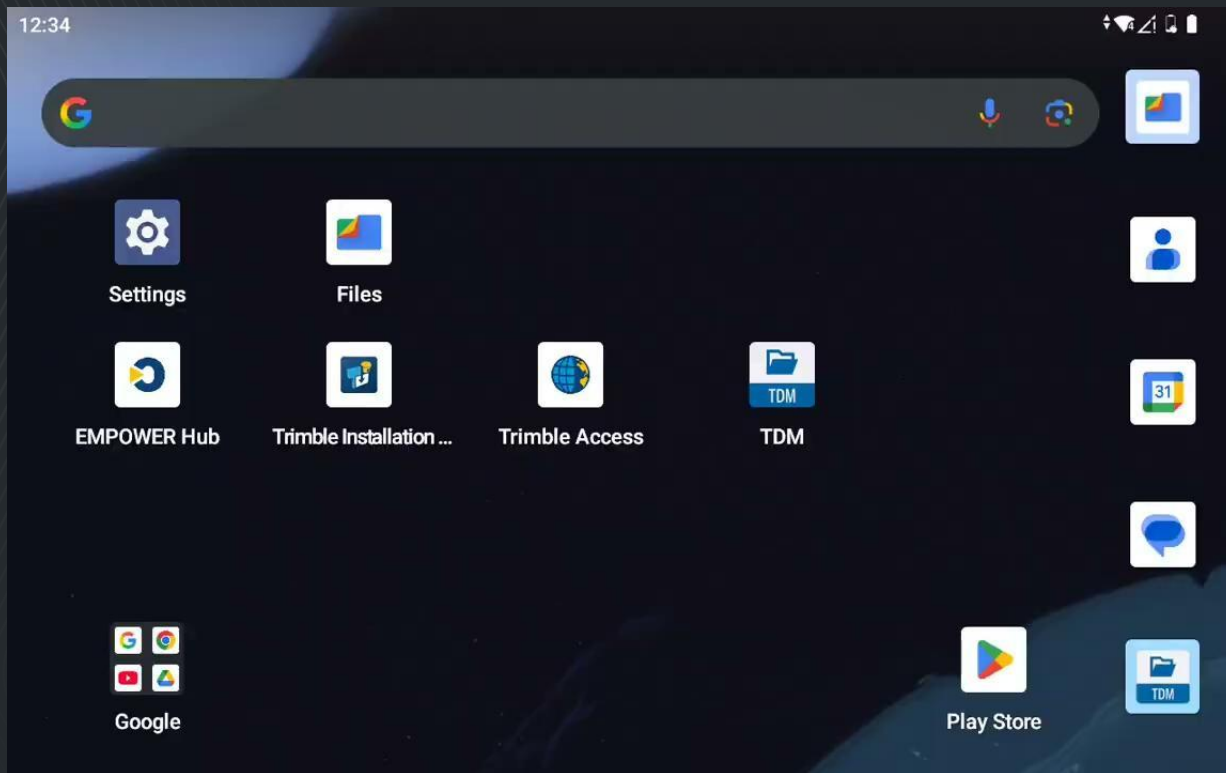 12:34
Settings
Files
31
TDM
EMPOWER Hub
Trimble Installation ...
Trimble Access
TDM
Google
Play Store
TDM